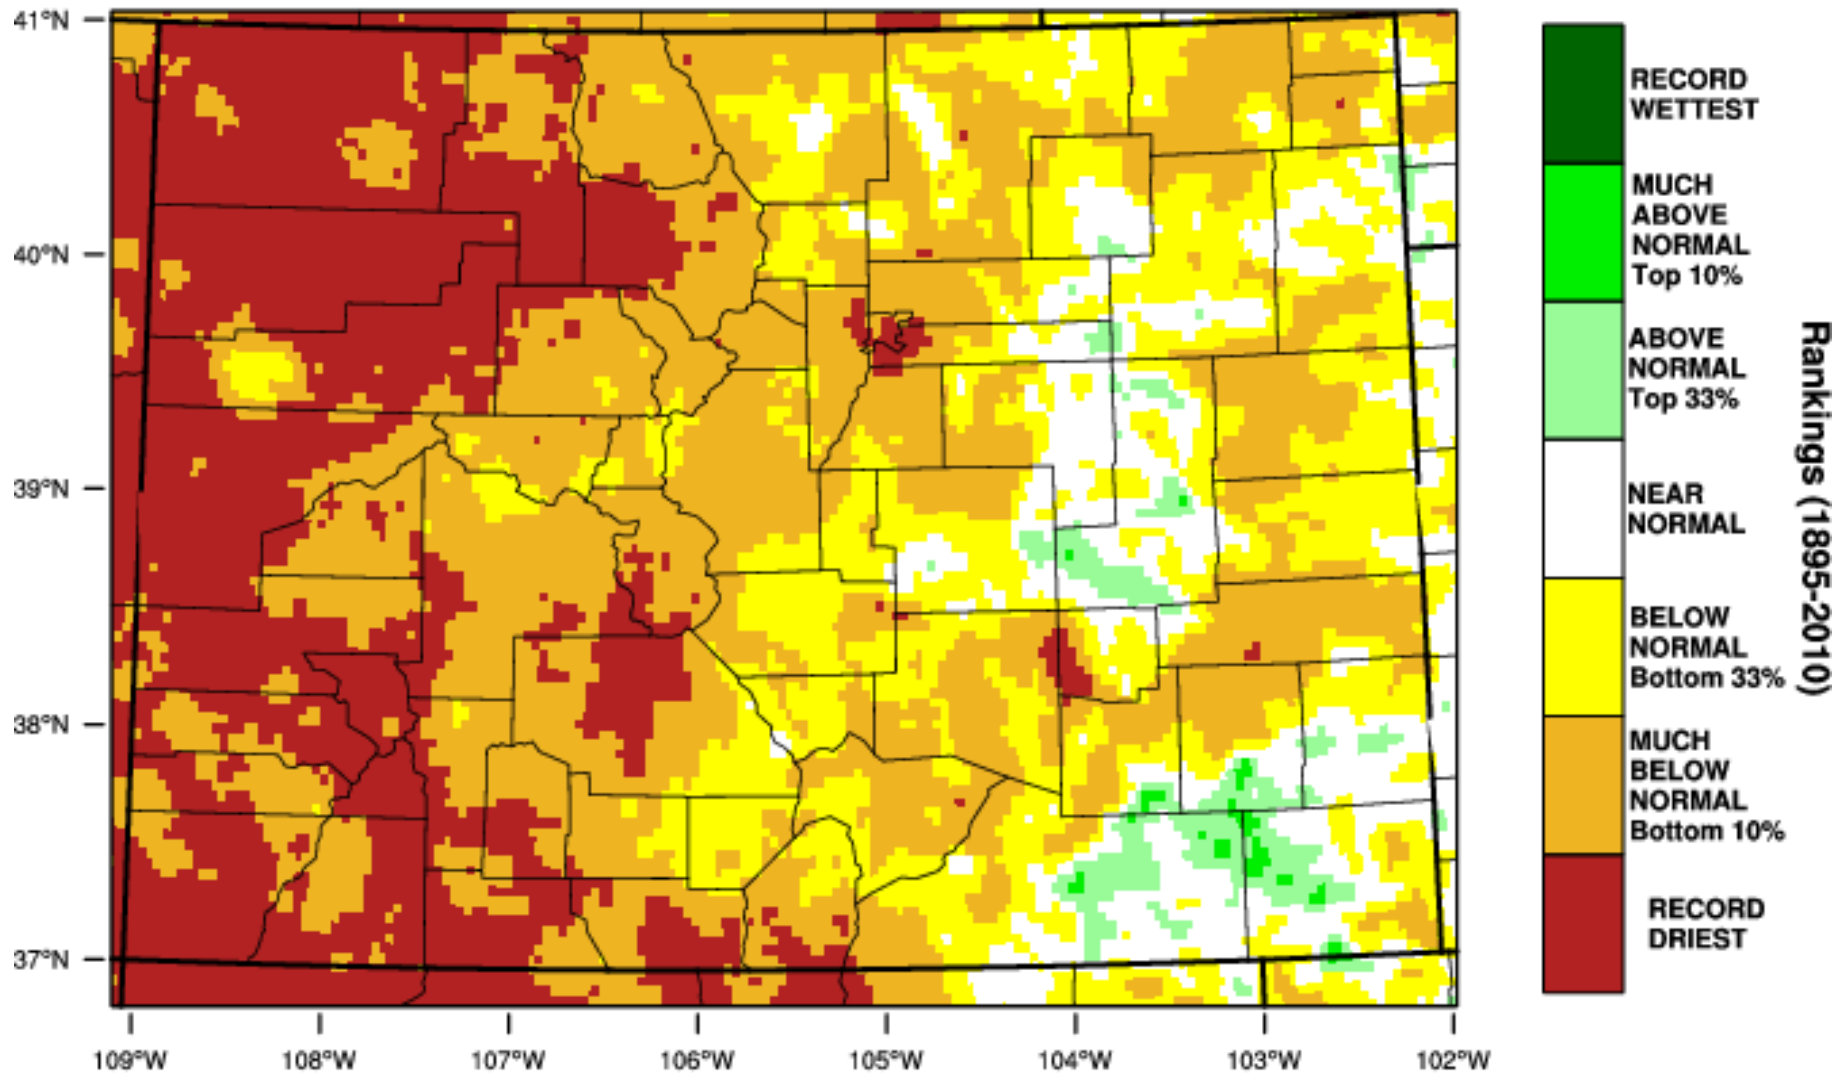 41°N
40°N
39°N
38°N
37°N
109°W
108°W
107°W
106°W
105°W
104°W
103°W
102°W
RECORD
WETTEST
MUCH
ABOVE
NORMAL
Top 10%
ABOVE
NORMAL
Top 33%
NEAR
NORMAL
BELOW
NORMAL
Bottom 33%
MUCH
BELOW
NORMAL
Bottom 10%
RECORD
DRIEST
Rankings (1895-2010)